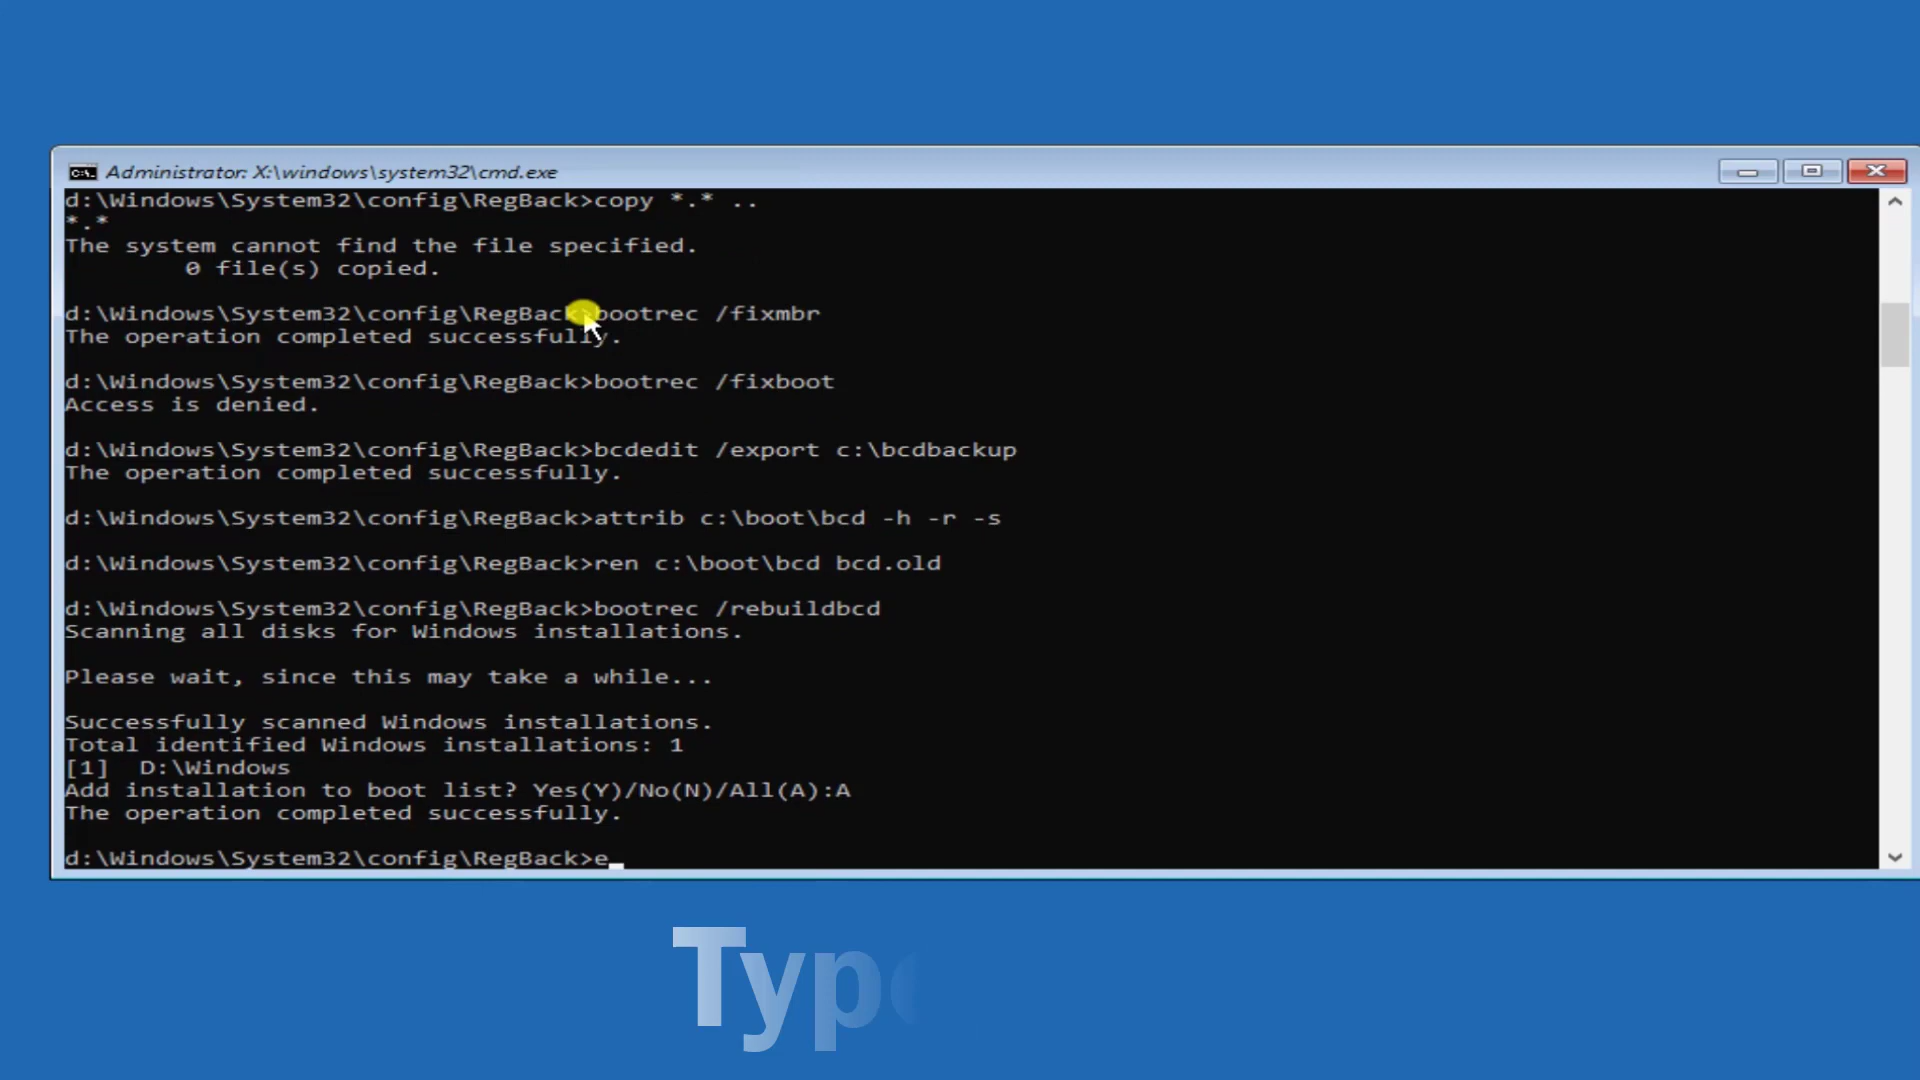 Administrator: X:\windows\system32\cmd.exe
d:\Windows\System32\config\RegBack>copy *.* ..
*.*
The system cannot find the file specified.
0 file(s) copied.
d:\Windows\System32\config\RegBack>bootrec /fixmbr
The operation completed successfully.
d:\Windows\System32\config\RegBack>bootrec /fixboot
Access is denied.
d:\Windows\System32\config\RegBack>bcdedit /export c:\bcdbackup
The operation completed successfully.
d:\Windows\System32\config\RegBack>attrib c:\boot\bcd -h -r -s
d:\Windows\System32\config\RegBack>ren c:\boot\bcd bcd.old
d:\Windows\System32\config\RegBack>bootrec /rebuildbcd
Scanning all disks for Windows installations.
Please wait, since this may take a while...
Successfully scanned Windows installations.
Total identified Windows installations: 1
[1]  D:\Windows
Add installation to boot list? Yes(Y)/No(N)/All(A):A
The operation completed successfully.
d:\Windows\System32\config\RegBack>e
Type